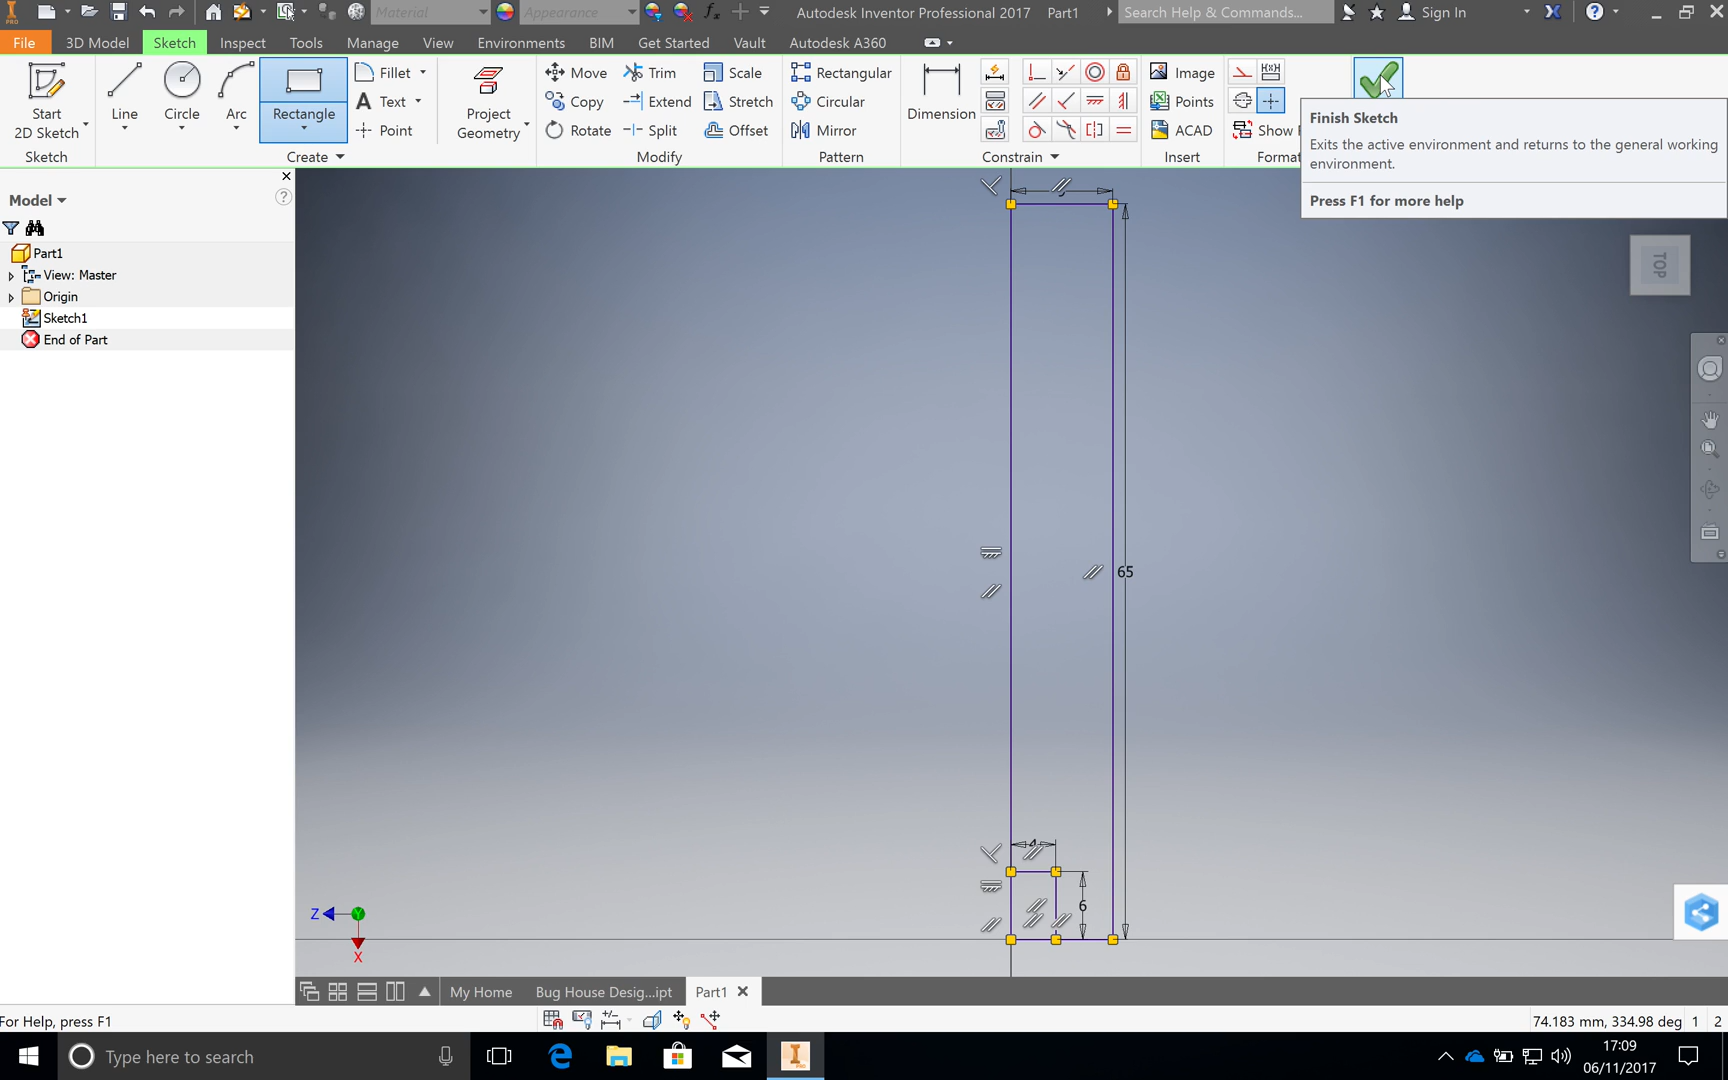 PRO
Material
Appearance
fx
Autodesk Inventor Professional 2017 Part1
Search Help & Commands...
Sign In
File
3D Model
Sketch
Inspect
Tools
Manage
View
Environments
BIM
Get Started
Vault
Autodesk A360
Start
2D Sketch
Line
Circle
Arc
Rectangle
Fillet
Text
Point
Project
Geometry
Move
Copy
Rotate
Trim
Extend
Split
Scale
Stretch
Offset
Rectangular
Circular
Mirror
Dimension
Image
Points
ACAD
Show
Sketch
Create
Modify
Pattern
Constrain
Insert
Format
Finish Sketch
Exits the active environment and returns to the general working
environment.
Press F1 for more help
Model
Part1
View: Master
Origin
Sketch1
End of Part
TOP
65
4
6
Z
X
My Home
Bug House Desig...ipt
Part1
For Help, press F1
74.183 mm, 334.98 deg 1 2
Type here to search
17:09
06/11/2017